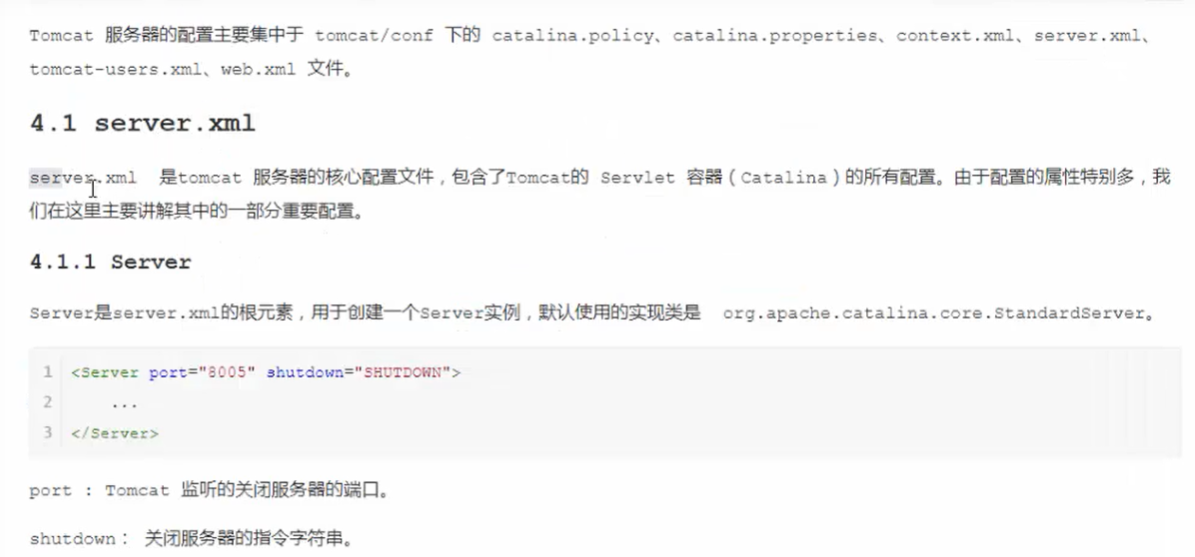 Tomcat 服务器的配置主要集中于 tomcat/conf 下的 catalina.policy、catalina.properties、context.xml、server.xml、
tomcat-users.xml、web.xml 文件。
4.1 server.xml
server.xml 是tomcat 服务器的核心配置文件，包含了Tomcat的 Servlet 容器（Catalina）的所有配置。由于配置的属性特别多，我
们在这里主要讲解其中的一部分重要配置。
4.1.1 Server
Server是server.xml的根元素，用于创建一个Server实例，默认使用的实现类是 org.apache.catalina.core.StandardServer。
1 <Server port="8005" shutdown="SHUTDOWN">
2 ...
3 </Server>
port : Tomcat 监听的关闭服务器的端口。
shutdown： 关闭服务器的指令字符串。